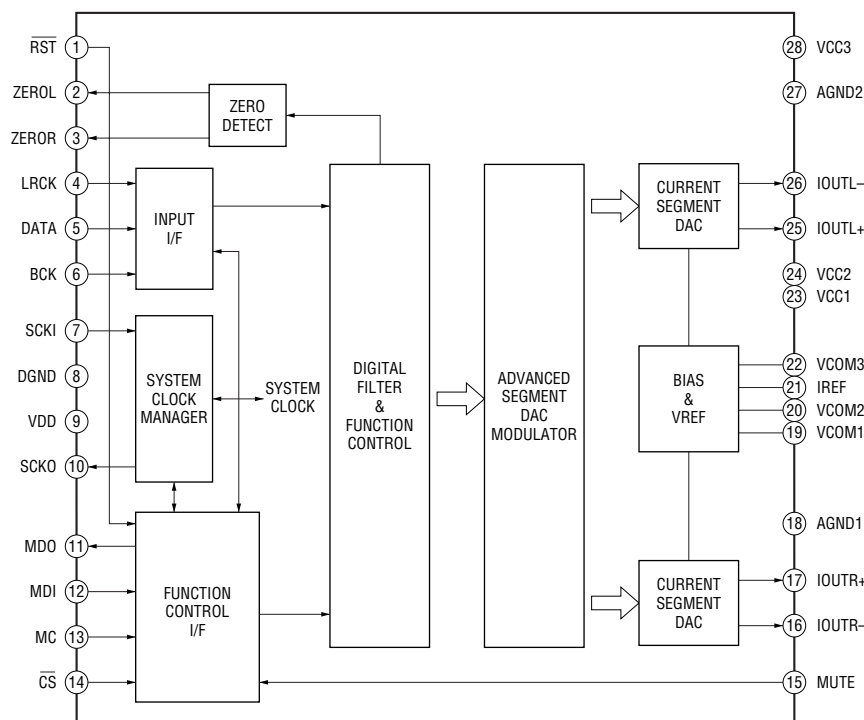 R̅S̅T̅ 1
ZEROL 2
ZEROR 3
LRCK 4
DATA 5
BCK 6
SCKI 7
DGND 8
VDD 9
SCKO 10
MDO 11
MDI 12
MC 13
C̅S̅ 14
ZERO
DETECT
INPUT
I/F
SYSTEM
CLOCK
MANAGER
SYSTEM
CLOCK
FUNCTION
CONTROL
I/F
DIGITAL
FILTER
&
FUNCTION
CONTROL
ADVANCED
SEGMENT
DAC
MODULATOR
CURRENT
SEGMENT
DAC
BIAS
&
VREF
CURRENT
SEGMENT
DAC
28 VCC3
27 AGND2
26 IOUTL–
25 IOUTL+
24 VCC2
23 VCC1
22 VCOM3
21 IREF
20 VCOM2
19 VCOM1
18 AGND1
17 IOUTR+
16 IOUTR–
15 MUTE